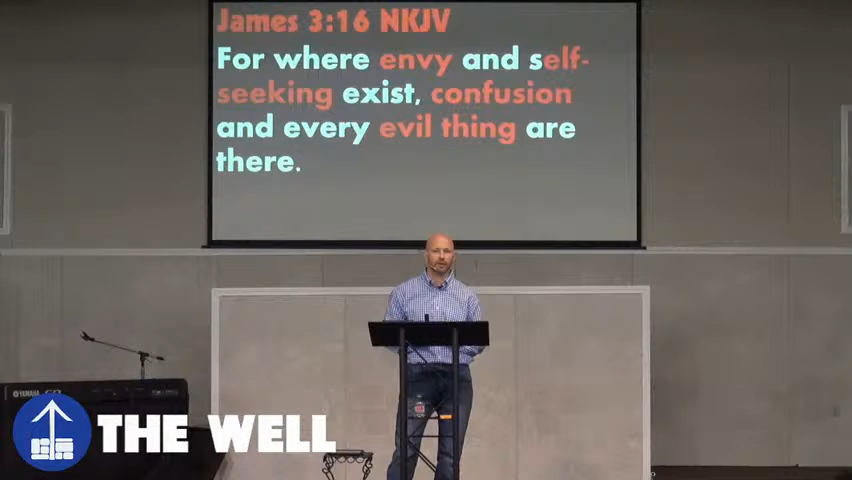 James 3:16 NKJV
For where envy and self-
seeking exist, confusion
and every evil thing are
there.
YAMAHA
THE WELL